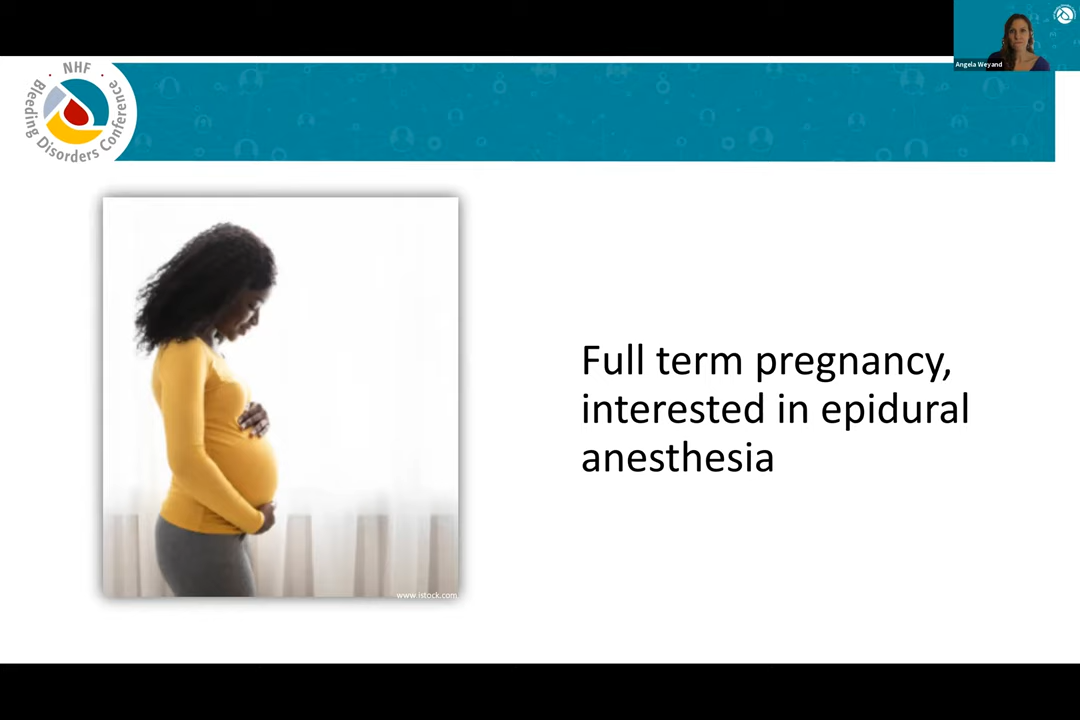 Angela Weyand
· NHF ·
Bleeding Disorders Conference
Full term pregnancy,
interested in epidural
anesthesia
www.istock.com